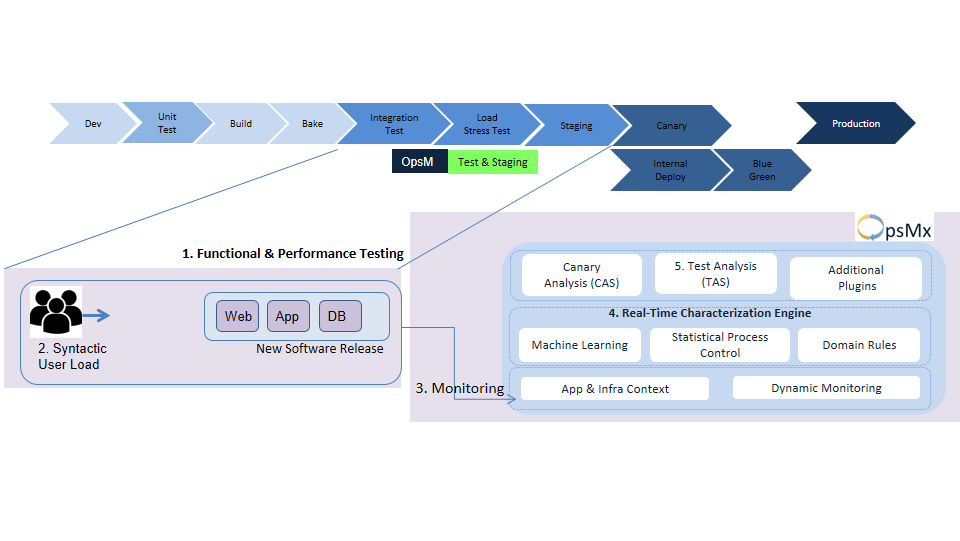 Dev
Unit
Test
Build
Bake
Integration
Test
Load
Stress Test
Staging
Canary
Production
OpsM
Test & Staging
Internal
Deploy
Blue
Green
1. Functional & Performance Testing
2. Syntactic
User Load
Web
App
DB
New Software Release
3. Monitoring
psMx
Canary
Analysis (CAS)
5. Test Analysis
(TAS)
Additional
Plugins
4. Real-Time Characterization Engine
Machine Learning
Statistical Process
Control
Domain Rules
App & Infra Context
Dynamic Monitoring